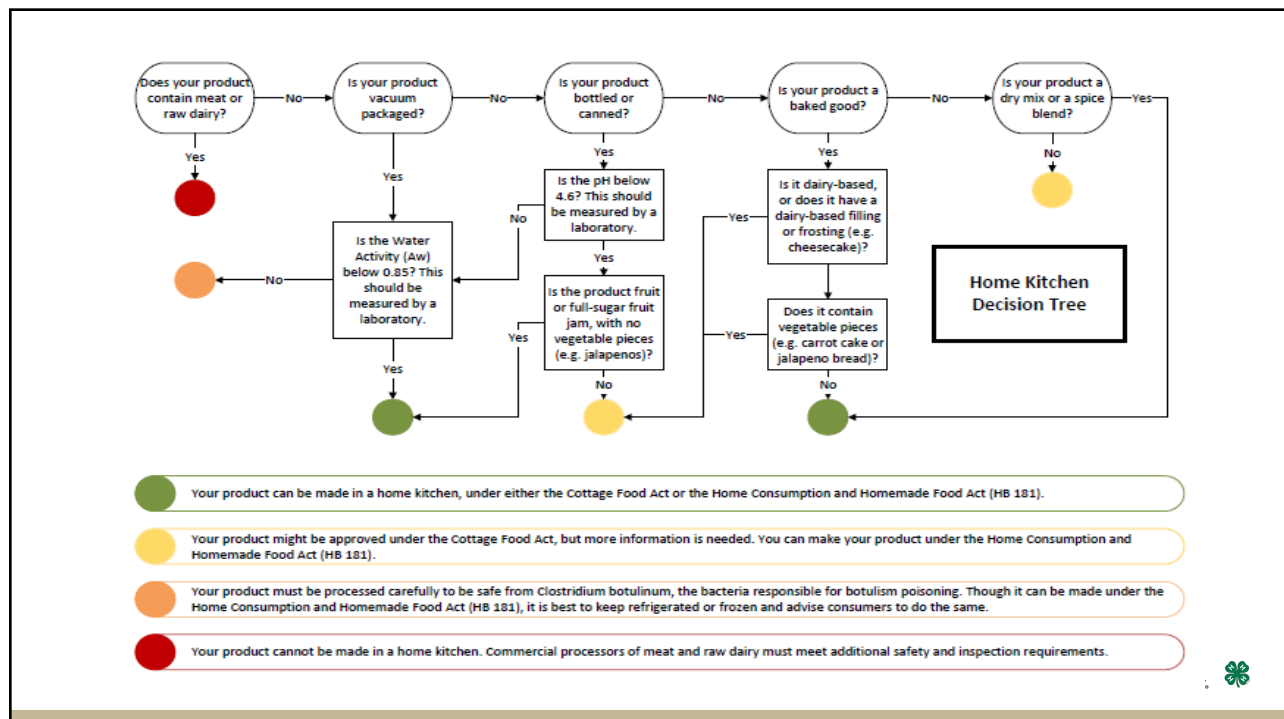 Does your product
contain meat or
raw dairy?
No
Is your product
vacuum
packaged?
No
Is your product
bottled or
canned?
No
Is your product a
baked good?
No
Is your product a
dry mix or a spice
blend?
Yes
Yes
Yes
Yes
Yes
No
Is the pH below
4.6? This should
be measured by a
laboratory.
No
Yes
Is it dairy-based,
or does it have a
dairy-based filling
or frosting (e.g.
cheesecake)?
Yes
Is the Water
Activity (Aw)
below 0.85? This
should be
measured by a
laboratory.
No
Yes
Is the product fruit
or full-sugar fruit
jam, with no
vegetable pieces
(e.g. jalapenos)?
Yes
No
Does it contain
vegetable pieces
(e.g. carrot cake or
jalapeno bread)?
Yes
No
Home Kitchen
Decision Tree
Your product can be made in a home kitchen, under either the Cottage Food Act or the Home Consumption and Homemade Food Act (HB 181).
Your product might be approved under the Cottage Food Act, but more information is needed. You can make your product under the Home Consumption and
Homemade Food Act (HB 181).
Your product must be processed carefully to be safe from Clostridium botulinum, the bacteria responsible for botulism poisoning. Though it can be made under the
Home Consumption and Homemade Food Act (HB 181), it is best to keep refrigerated or frozen and advise consumers to do the same.
Your product cannot be made in a home kitchen. Commercial processors of meat and raw dairy must meet additional safety and inspection requirements.